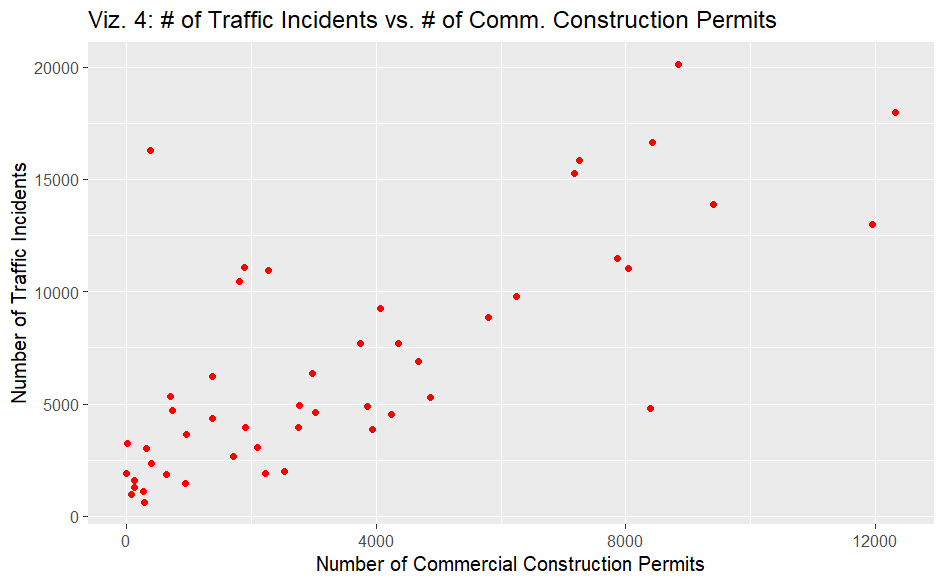 Viz. 4: # of Traffic Incidents vs. # of Comm. Construction Permits
Number of Traffic Incidents
20000
15000
10000
5000
0
0 4000 8000 12000
Number of Commercial Construction Permits